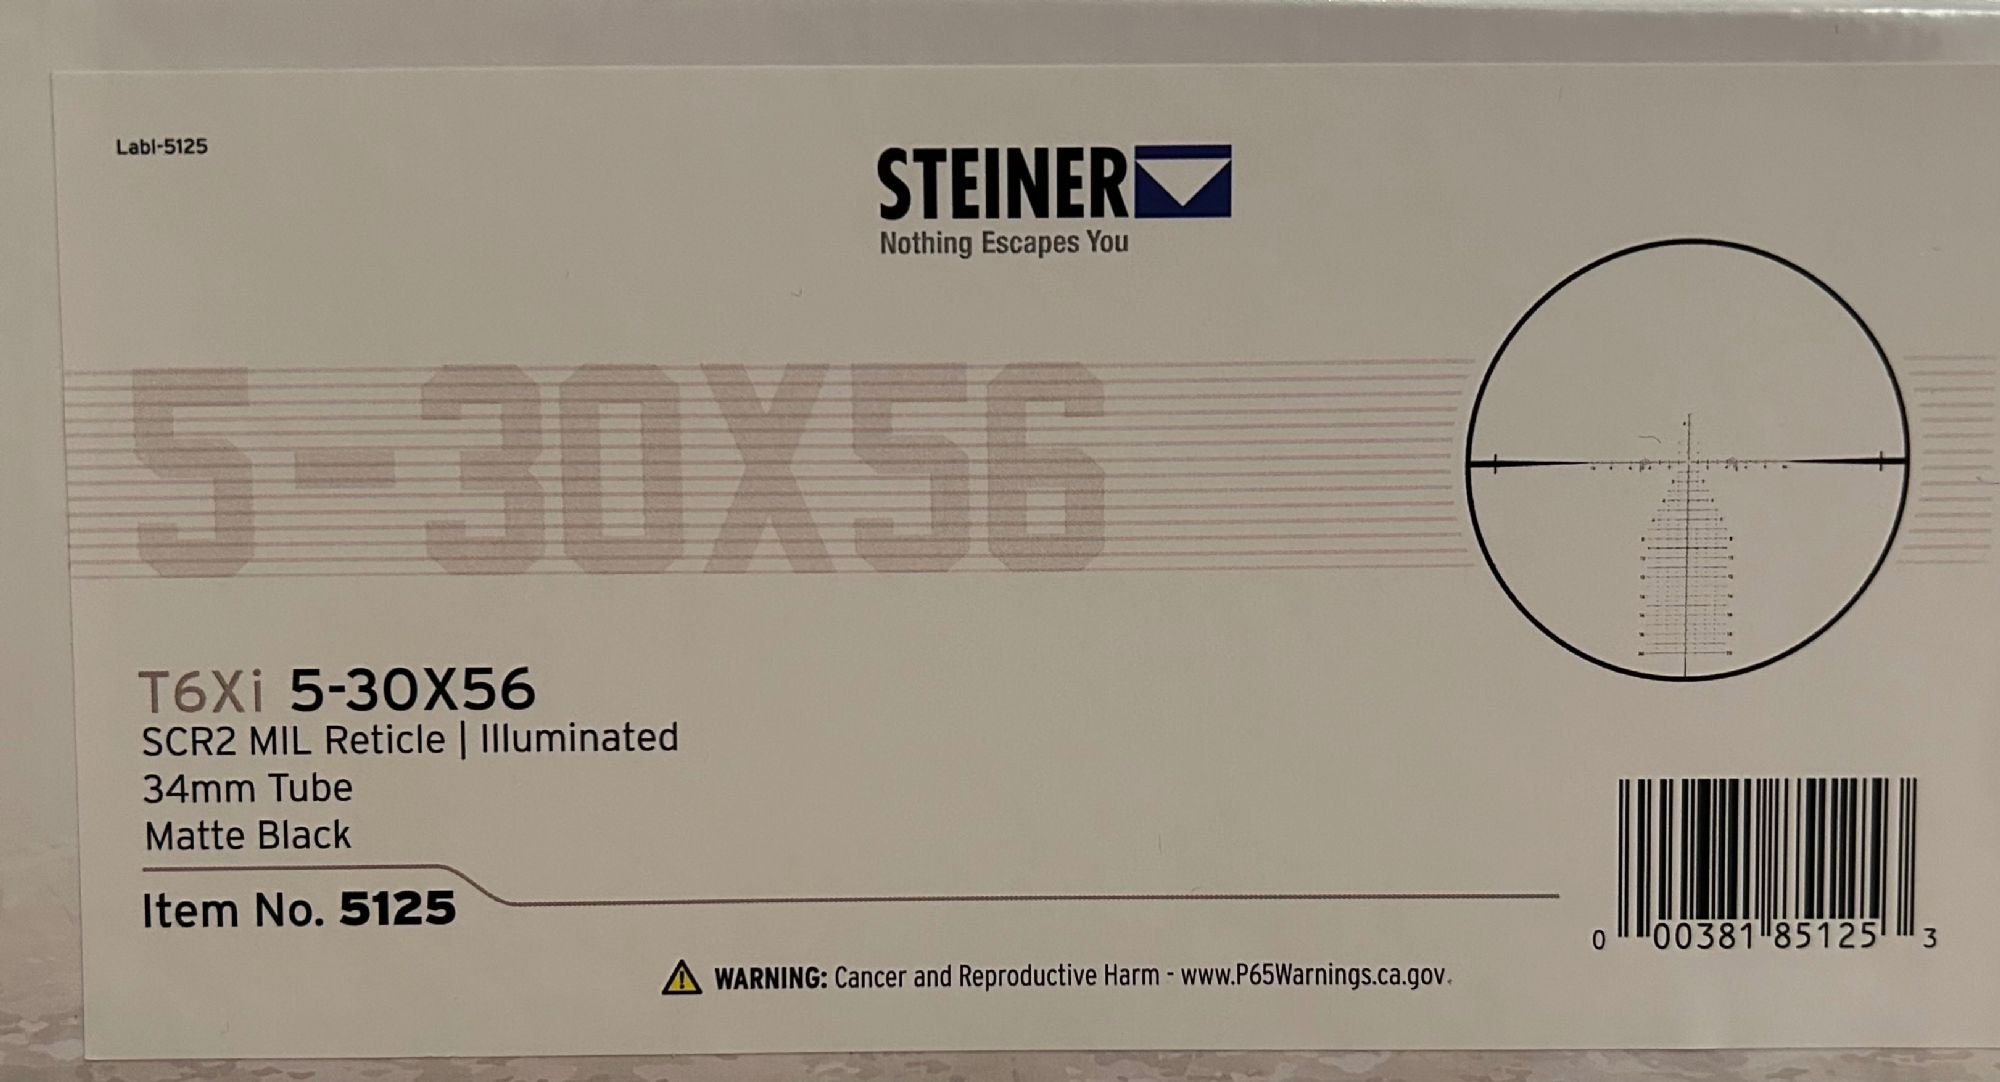 Labl-5125
STEINER
Nothing Escapes You
5-30X56
T6Xi 5-30X56
SCR2 MIL Reticle | Illuminated
34mm Tube
Matte Black
Item No. 5125
0 00381 85125 3
WARNING: Cancer and Reproductive Harm - www.P65Warnings.ca.gov.